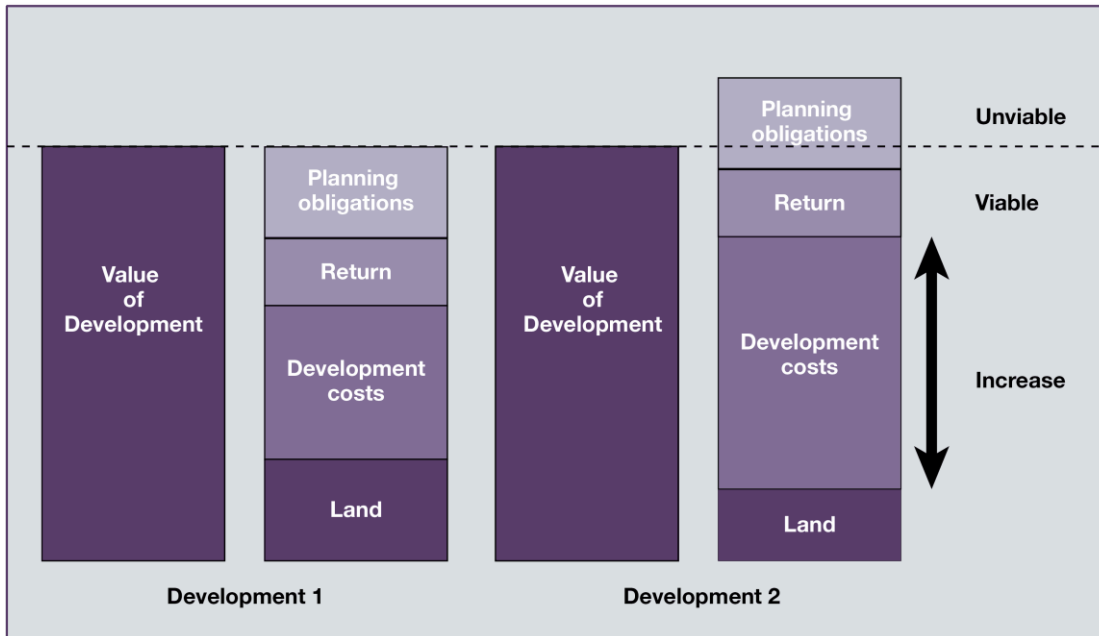 Value
of
Development
Planning
obligations
Return
Development
costs
Land
Development 1
Value
of
Development
Planning
obligations
Return
Development
costs
Land
Development 2
Unviable
Viable
Increase